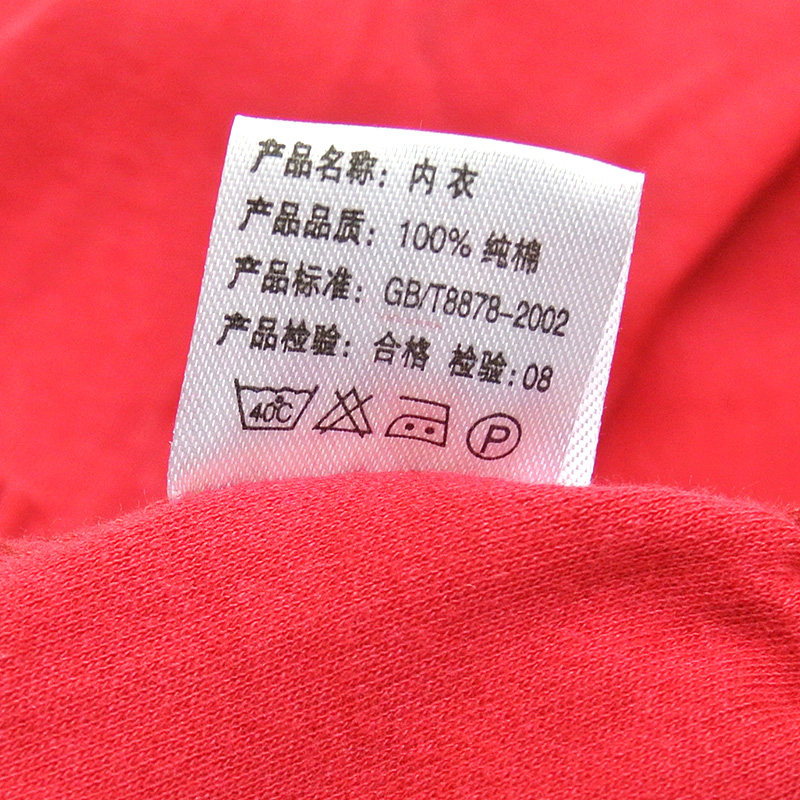 产品名称：内衣
产品品质：100% 纯棉
产品标准：GB/T8878-2002
产品检验：合格 检验:08
40℃ P